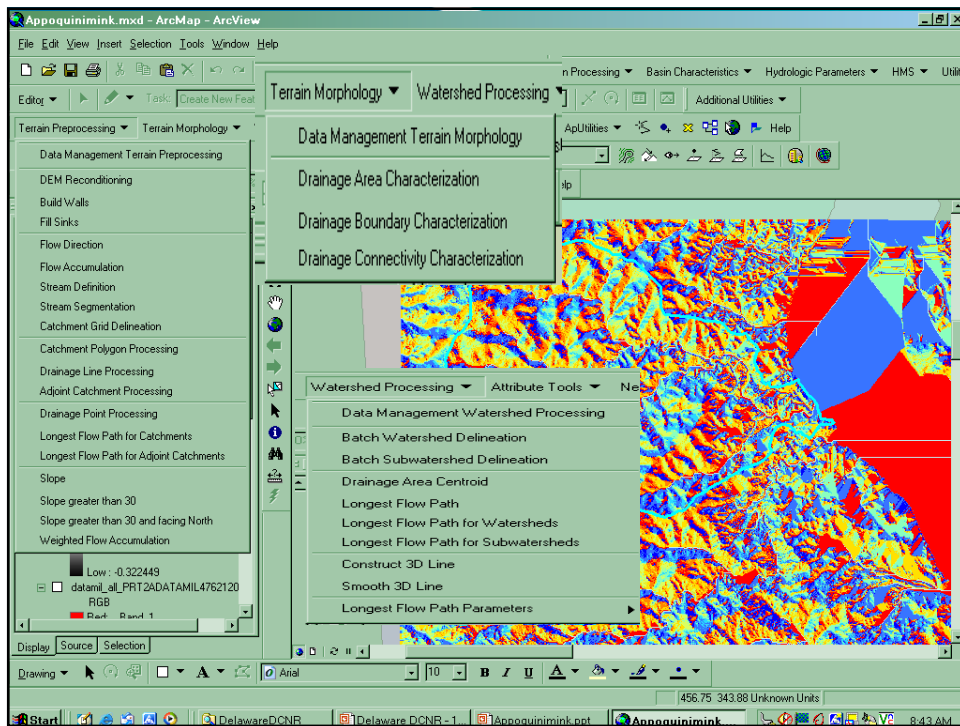 Appoquinimink.mxd - ArcMap - ArcView
File Edit View Insert Selection Tools Window Help
n Processing Basin Characteristics Hydrologic Parameters HMS Utili
Editor Task: Create New Feat
Additional Utilities
Terrain Preprocessing Terrain Morphology
ApUtilities Help
elp
Data Management Terrain Preprocessing
DEM Reconditioning
Build Walls
Fill Sinks
Flow Direction
Flow Accumulation
Stream Definition
Stream Segmentation
Catchment Grid Delineation
Catchment Polygon Processing
Drainage Line Processing
Adjoint Catchment Processing
Drainage Point Processing
Longest Flow Path for Catchments
Longest Flow Path for Adjoint Catchments
Slope
Slope greater than 30
Slope greater than 30 and facing North
Weighted Flow Accumulation
Terrain Morphology Watershed Processing
Data Management Terrain Morphology
Drainage Area Characterization
Drainage Boundary Characterization
Drainage Connectivity Characterization
Watershed Processing Attribute Tools Ne
Data Management Watershed Processing
Batch Watershed Delineation
Batch Subwatershed Delineation
Drainage Area Centroid
Longest Flow Path
Longest Flow Path for Watersheds
Longest Flow Path for Subwatersheds
Construct 3D Line
Smooth 3D Line
Longest Flow Path Parameters
Low : -0.322449
datamil_all_PRT2ADATAMIL4762120
RGB
Red: Band_1
Display Source Selection
Drawing A Arial 10 B I U A
456.75 343.88 Unknown Units
Start DelawareDCNR Delaware DCNR - 1... Appoquinimink.ppt Appoquinimink.... 8:43 AM